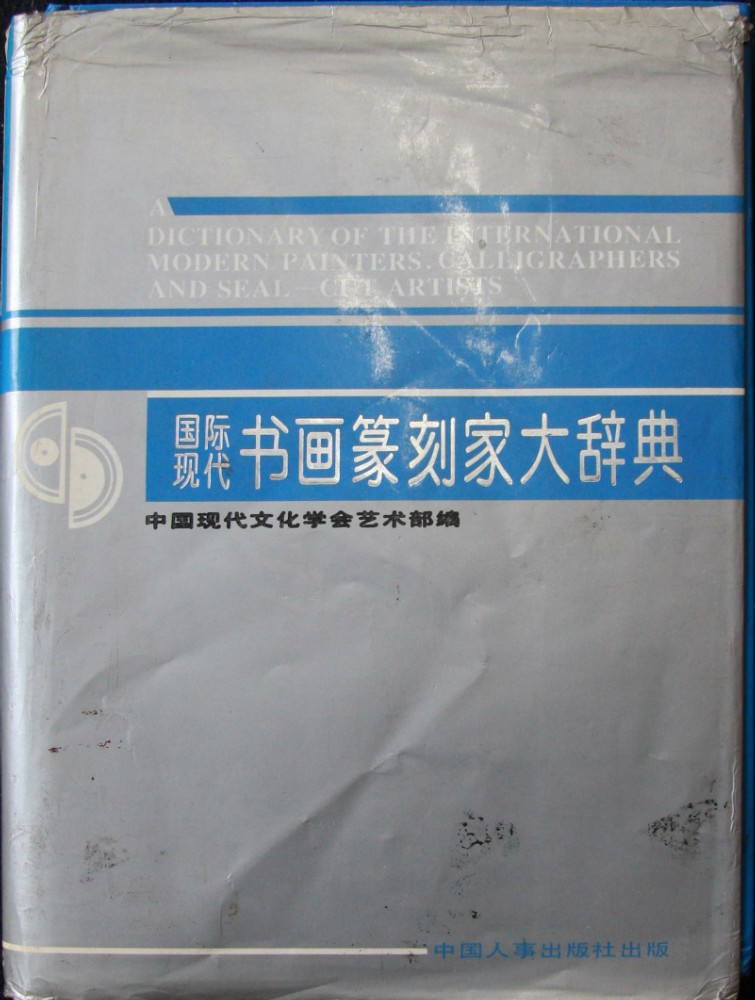 A
DICTIONARY OF THE INTERNATIONAL
MODERN PAINTERS. CALLIGRAPHERS
AND SEAL—CUT ARTISTS
国际
现代
书画篆刻家大辞典
中国现代文化学会艺术部编
中国人事出版社出版